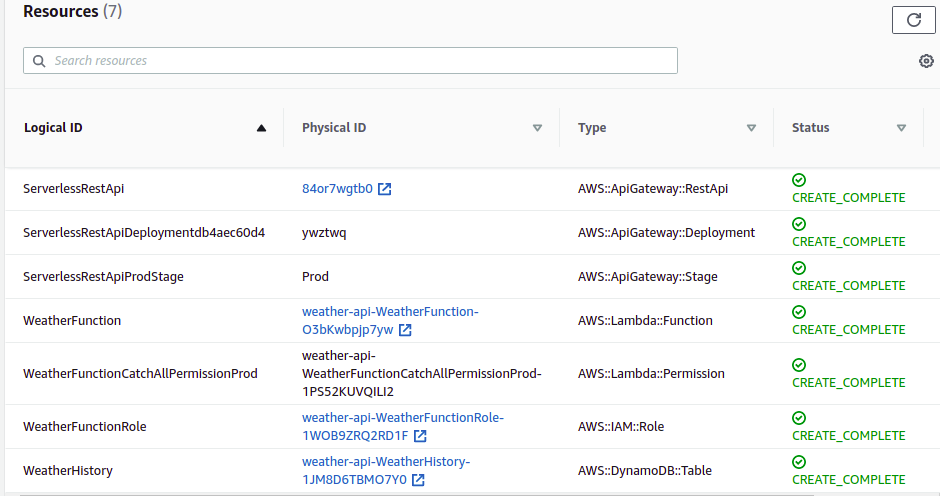 Resources (7)
Search resources
Logical ID Physical ID Type Status
ServerlessRestApi 84or7wgtb0 AWS::ApiGateway::RestApi CREATE_COMPLETE
ServerlessRestApiDeploymentdb4aec60d4 ywztwq AWS::ApiGateway::Deployment CREATE_COMPLETE
ServerlessRestApiProdStage Prod AWS::ApiGateway::Stage CREATE_COMPLETE
WeatherFunction weather-api-WeatherFunction-
O3bKwbpjp7yw AWS::Lambda::Function CREATE_COMPLETE
WeatherFunctionCatchAllPermissionProd weather-api-
WeatherFunctionCatchAllPermissionProd-
1PS52KUVQILI2 AWS::Lambda::Permission CREATE_COMPLETE
WeatherFunctionRole weather-api-WeatherFunctionRole-
1WOB9ZRQ2RD1F AWS::IAM::Role CREATE_COMPLETE
WeatherHistory weather-api-WeatherHistory-
1JM8D6TBMO7Y0 AWS::DynamoDB::Table CREATE_COMPLETE